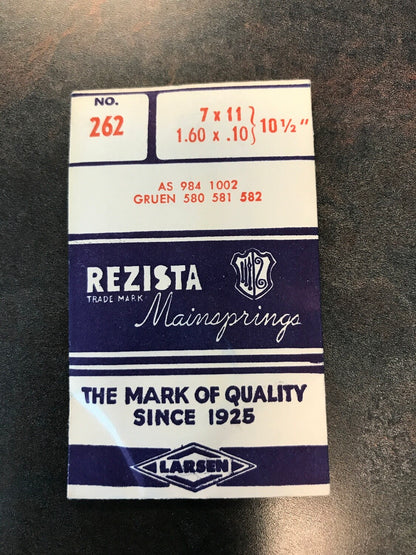 NO.
262
7 x 11
1.60 x .10 } 10 ½"
AS 984 1002
GRUEN 580 581 582
REZISTA
TRADE MARK
Mainsprings
THE MARK OF QUALITY
SINCE 1925
LARSEN